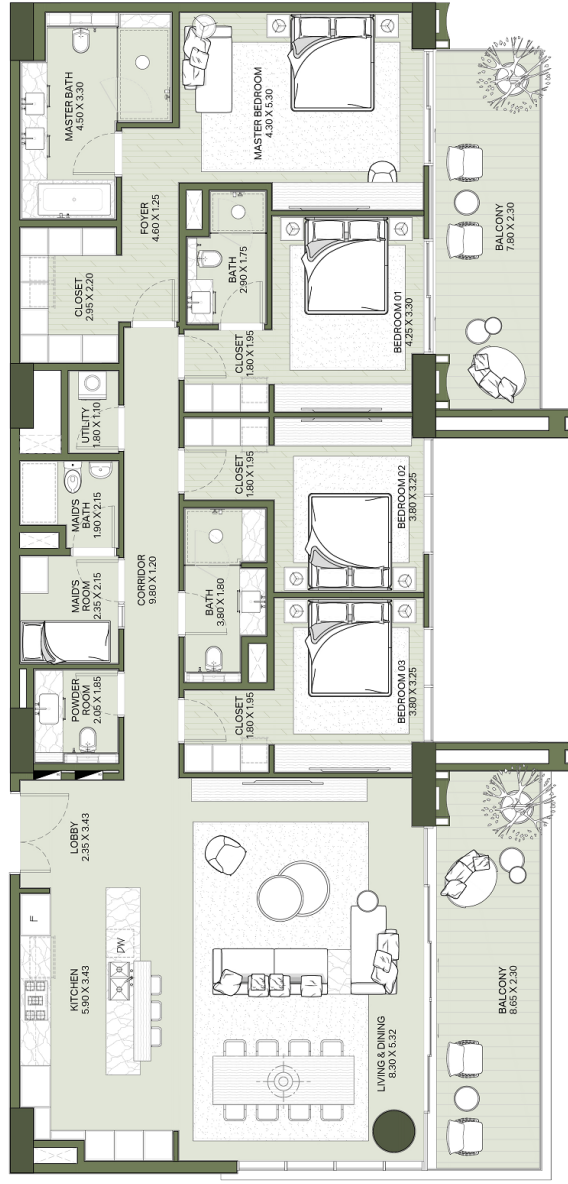 MASTER BATH
4.50 X 3.30
MASTER BEDROOM
4.30 X 5.30
FOYER
4.60 X 1.25
BATH
2.90 X 1.75
BALCONY
7.80 X 2.30
CLOSET
2.95 X 2.20
CLOSET
1.80 X 1.95
BEDROOM 01
4.25 X 3.30
UTILITY
1.80 X 1.10
CLOSET
1.80 X 1.95
BEDROOM 02
3.80 X 3.25
MAID'S
BATH
1.90 X 2.15
CORRIDOR
9.80 X 1.20
MAID'S
ROOM
2.35 X 2.15
BATH
3.80 X 1.80
BEDROOM 03
3.80 X 3.25
POWDER
ROOM
2.05 X 1.85
CLOSET
1.80 X 1.95
LOBBY
2.35 X 3.43
F
DW
KITCHEN
5.90 X 3.43
LIVING & DINING
8.30 X 5.32
BALCONY
8.65 X 2.30